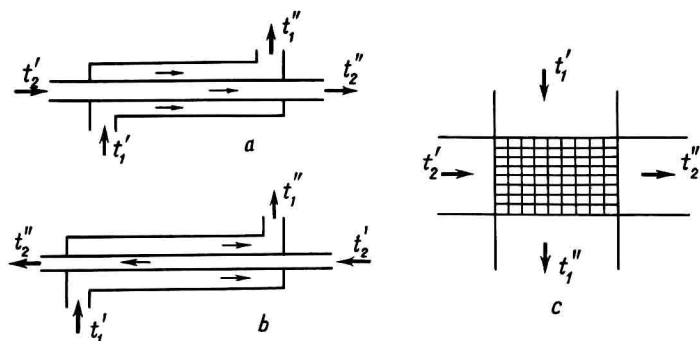 t₁″
t₂′ t₂″
t₁′ a
t₁″
t₂″ t₂′
t₁′ b
t₁′
t₂′ t₂″
t₁″
c